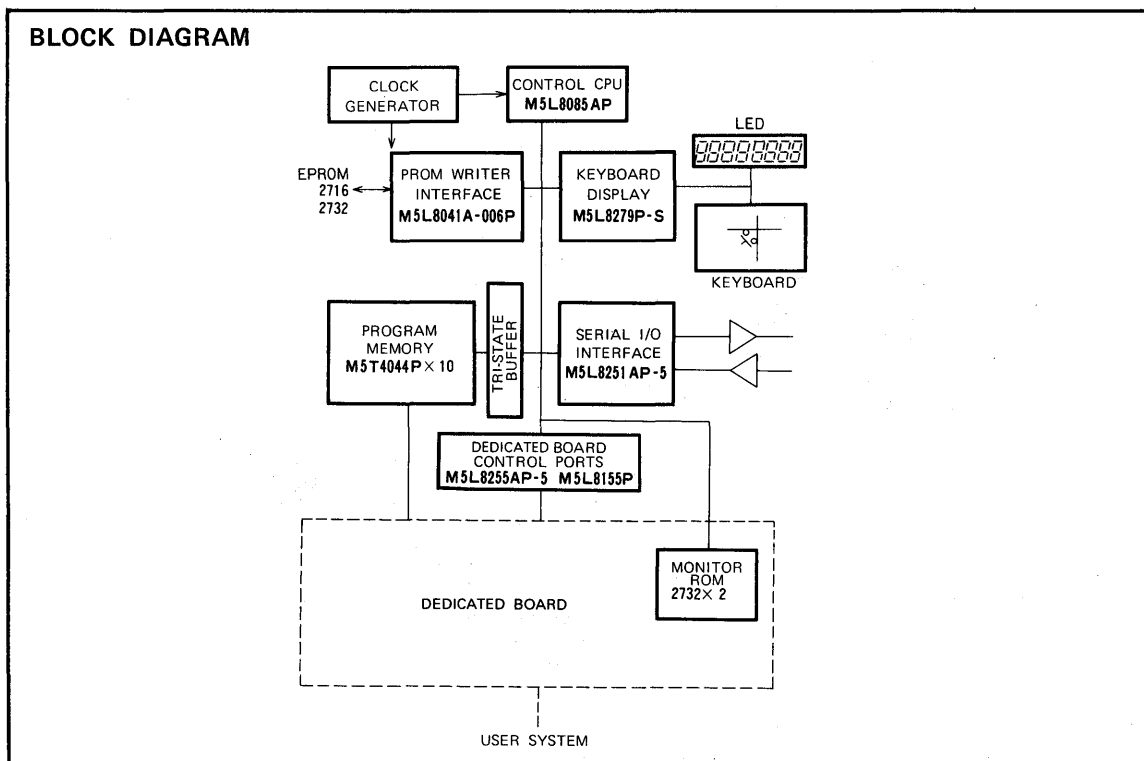 BLOCK DIAGRAM
CLOCK
GENERATOR
CONTROL CPU
M5L8085AP
LED
EPROM
2716
2732
PROM WRITER
INTERFACE
M5L8041A-006P
KEYBOARD
DISPLAY
M5L8279P-S
KEYBOARD
PROGRAM
MEMORY
M5T4044P×10
TRI-STATE
BUFFER
SERIAL I/O
INTERFACE
M5L8251AP-5
DEDICATED BOARD
CONTROL PORTS
M5L8255AP-5 M5L8155P
MONITOR
ROM
2732×2
DEDICATED BOARD
USER SYSTEM